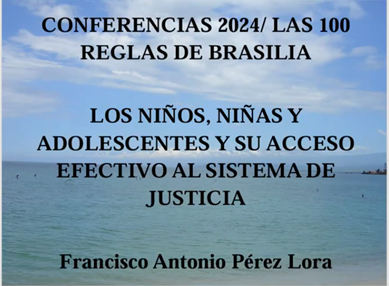 CONFERENCIAS 2024/ LAS 100
REGLAS DE BRASILIA
LOS NIÑOS, NIÑAS Y
ADOLESCENTES Y SU ACCESO
EFECTIVO AL SISTEMA DE
JUSTICIA
Francisco Antonio Pérez Lora